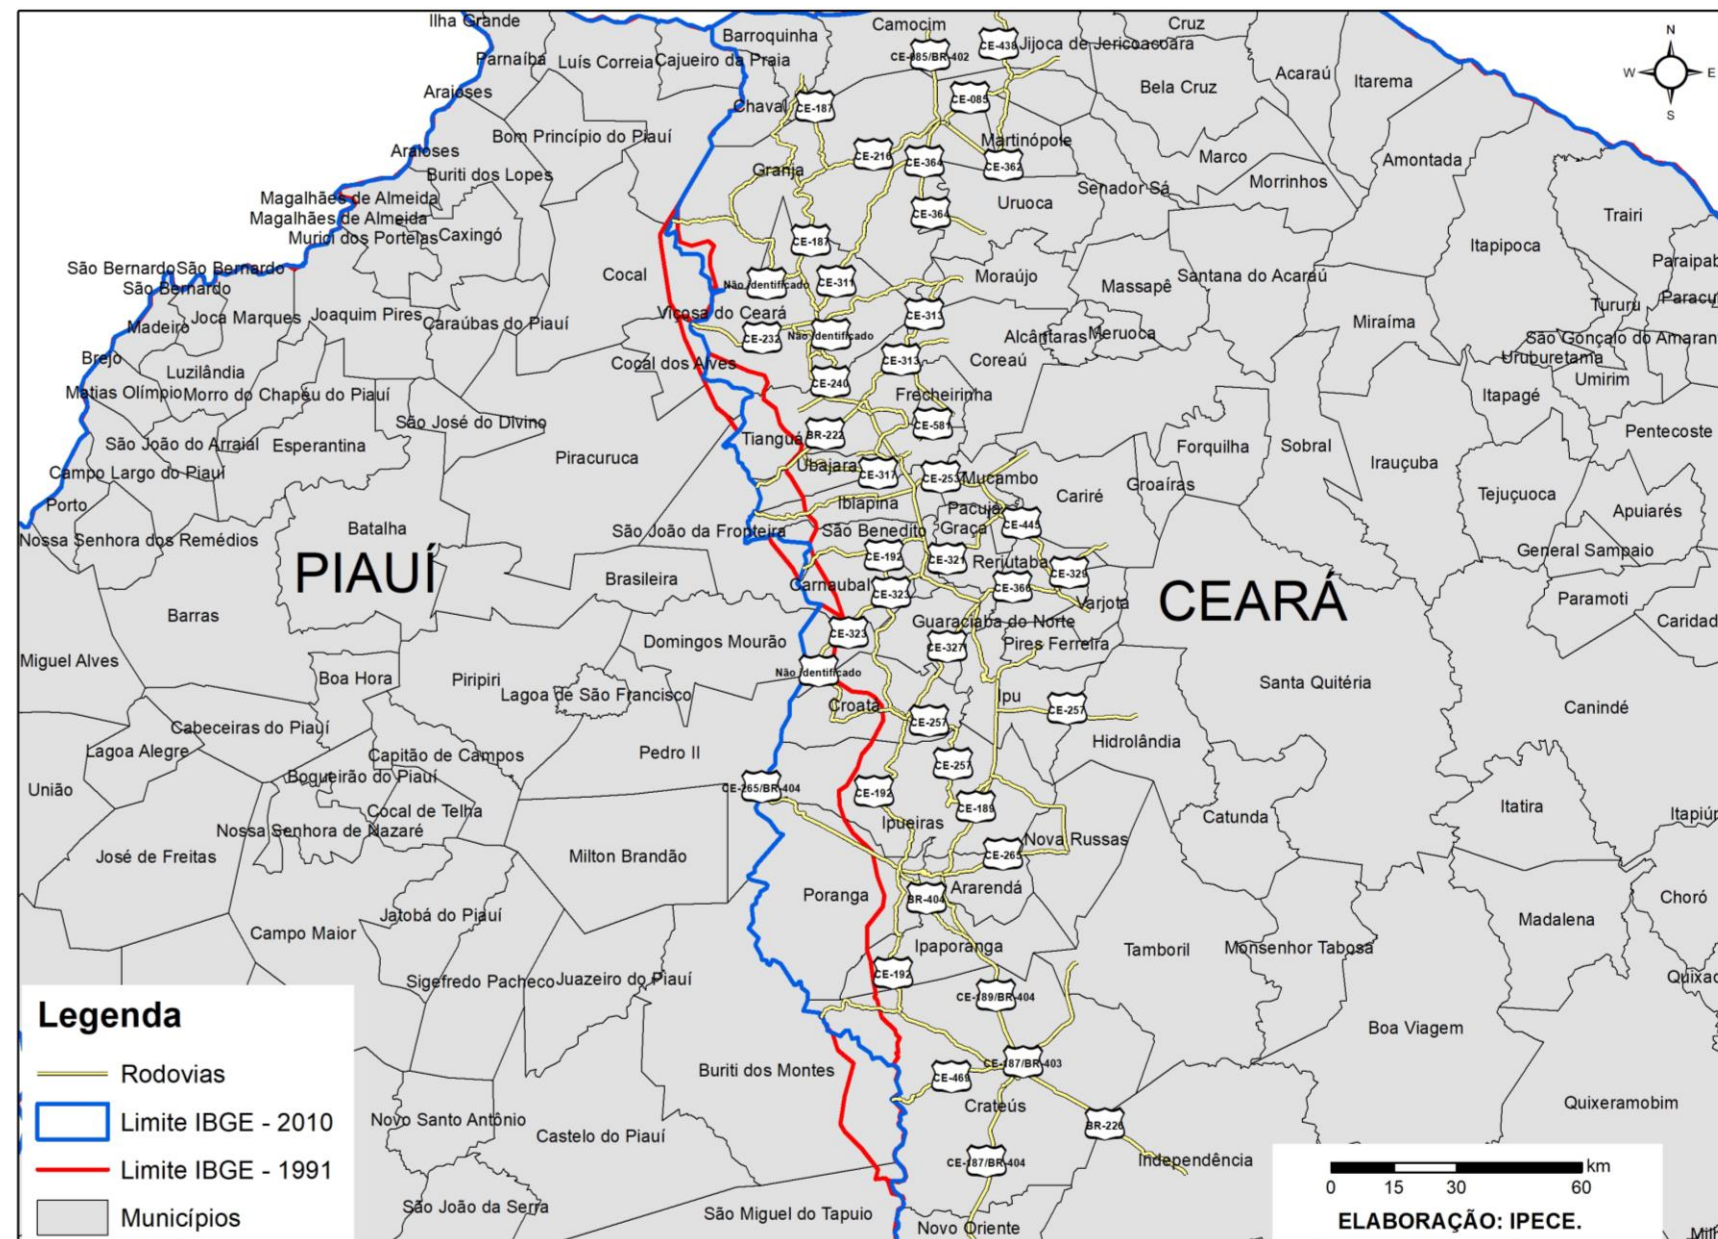 Ilha Grande
Camocim
Cruz
Barroquinha
CE-438
Jijoca de Jericoacoara
N
Parnaíba
Luís Correia
Cajueiro da Praia
CE-085/BR-402
W
E
S
Acaraú
Itarema
Bela Cruz
Araioses
Chaval
CE-187
CE-085
Bom Princípio do Piauí
Martinópole
Araioses
CE-216
CE-364
CE-362
Marco
Amontada
Buriti dos Lopes
Granja
Morrinhos
Senador Sá
Magalhães de Almeida
Uruoca
Magalhães de Almeida
CE-364
Trairi
Murici dos Portelas
Caxingó
CE-187
Itapipoca
São Bernardo
São Bernardo
Cocal
Moraújo
Santana do Acaraú
Paraipab
São Bernardo
Não Identificado
CE-311
Massapê
Tururu
Paracu
Joca Marques
Joaquim Pires
Viçosa do Ceará
CE-313
Madeiro
Caraúbas do Piauí
Miraíma
CE-232
Não Identificado
Alcântaras
Meruoca
São Gonçalo do Amaran
Brejo
Cocal dos Alves
CE-313
Coreaú
Uruburetama
Luzilândia
CE-240
Umirim
Matias Olímpio
Morro do Chapéu do Piauí
Frecheirinha
Itapagé
São José do Divino
CE-581
Pentecoste
São João do Arraial
Esperantina
Tianguá
BR-222
Forquilha
Sobral
Piracuruca
Irauçuba
Campo Largo do Piauí
Ubajara
CE-317
CE-253
Mucambo
Groaíras
Tejuçuoca
Porto
Ibiapina
Cariré
Pacujá
Apuiarés
Batalha
São João da Fronteira
São Benedito
Graça
CE-445
Nossa Senhora dos Remédios
General Sampaio
PIAUÍ
CE-192
CE-321
Reriutaba
Brasileira
Carnaubal
CE-366
CE-329
CEARÁ
Paramoti
CE-323
Varjota
Barras
Guaraciaba do Norte
Caridad
CE-323
Domingos Mourão
CE-327
Pires Ferreira
Miguel Alves
Não Identificado
Boa Hora
Piripiri
Lagoa de São Francisco
Santa Quitéria
Croatá
Ipu
CE-257
Canindé
Cabeceiras do Piauí
CE-257
Lagoa Alegre
Capitão de Campos
Pedro II
Hidrolândia
CE-257
Boqueirão do Piauí
União
CE-265/BR-404
CE-192
CE-189
Itatira
Cocal de Telha
Catunda
Itapiúr
Nossa Senhora de Nazaré
Ipueiras
Nova Russas
José de Freitas
Milton Brandão
CE-265
Poranga
Ararendá
BR-404
Choró
Jatobá do Piauí
Madalena
Campo Maior
Ipaporanga
Tamboril
Monsenhor Tabosa
Sigefredo Pacheco
Juazeiro do Piauí
CE-192
Quixad
CE-189/BR-404
Boa Viagem
Buriti dos Montes
CE-187/BR-403
CE-469
Crateús
Quixeramobim
Novo Santo Antônio
BR-226
Castelo do Piauí
CE-187/BR-404
Independência
São João da Serra
São Miguel do Tapuio
Novo Oriente
Milh
Legenda
Rodovias
Limite IBGE - 2010
Limite IBGE - 1991
Municípios
km
0 15 30 60
ELABORAÇÃO: IPECE.